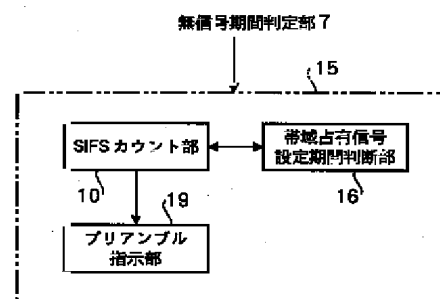 無信号期間判定部7
15
SIFSカウント部
帯域占有信号
設定期間判断部
10
19
16
プリアンブル
指示部